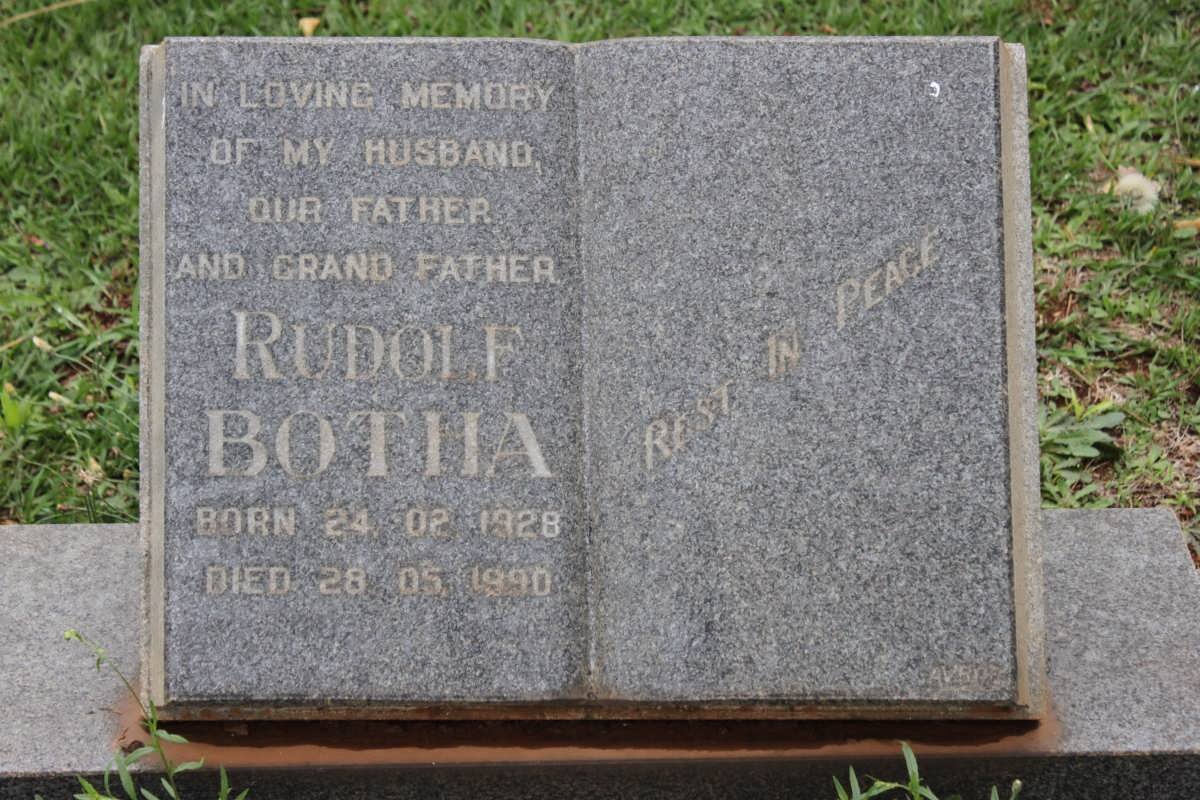 IN LOVING MEMORY
OF MY HUSBAND,
OUR FATHER
AND GRAND FATHER
RUDOLF
BOTHA
BORN 24. 02. 1928
DIED 28. 05. 1990
REST IN PEACE